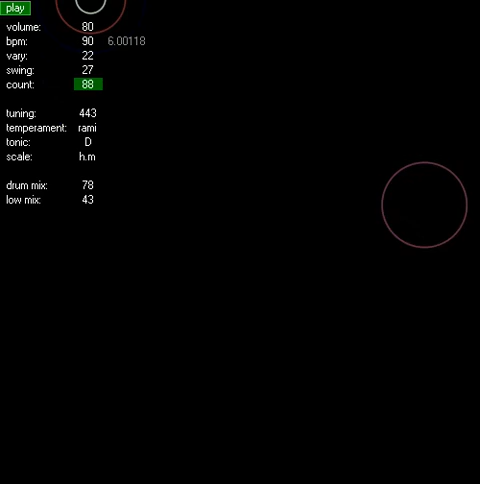 play
volume: 80
bpm: 90 6.00118
vary: 22
swing: 27
count: 88
tuning: 443
temperament: rami
tonic: D
scale: h.m
drum mix: 78
low mix: 43